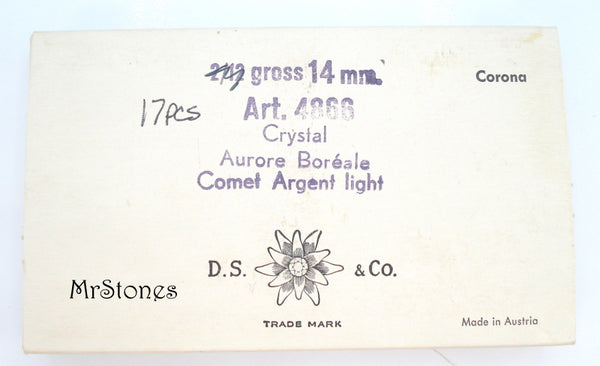 gross 14 mm.
Corona
17pcs
Art. 4866
Crystal
Aurore Boréale
Comet Argent light
D.S. & Co.
MrStones
TRADE MARK
Made in Austria